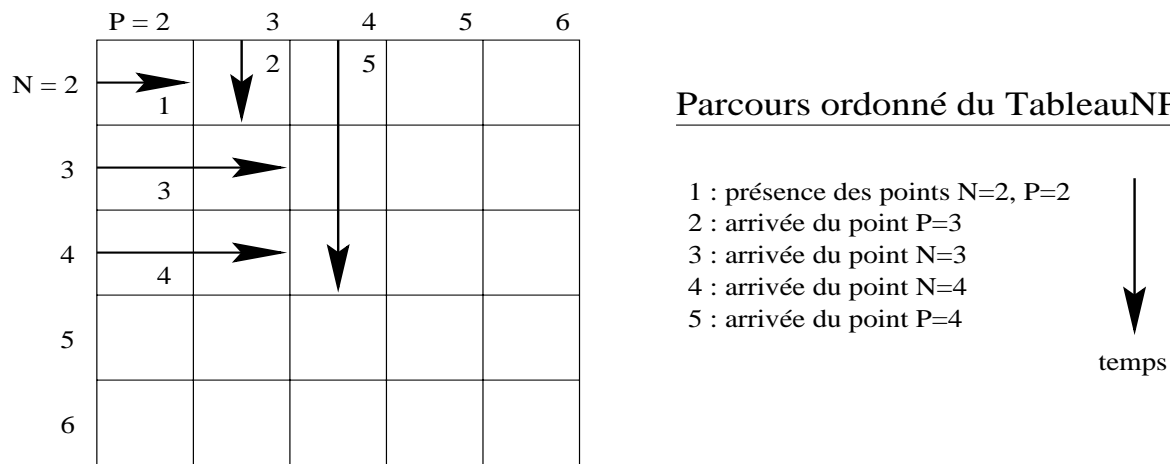 P = 2 3 4 5 6
N = 2
1
2
5
3
3
4
4
5
6
Parcours ordonné du TableauNP
1 : présence des points N=2, P=2
2 : arrivée du point P=3
3 : arrivée du point N=3
4 : arrivée du point N=4
5 : arrivée du point P=4
temps